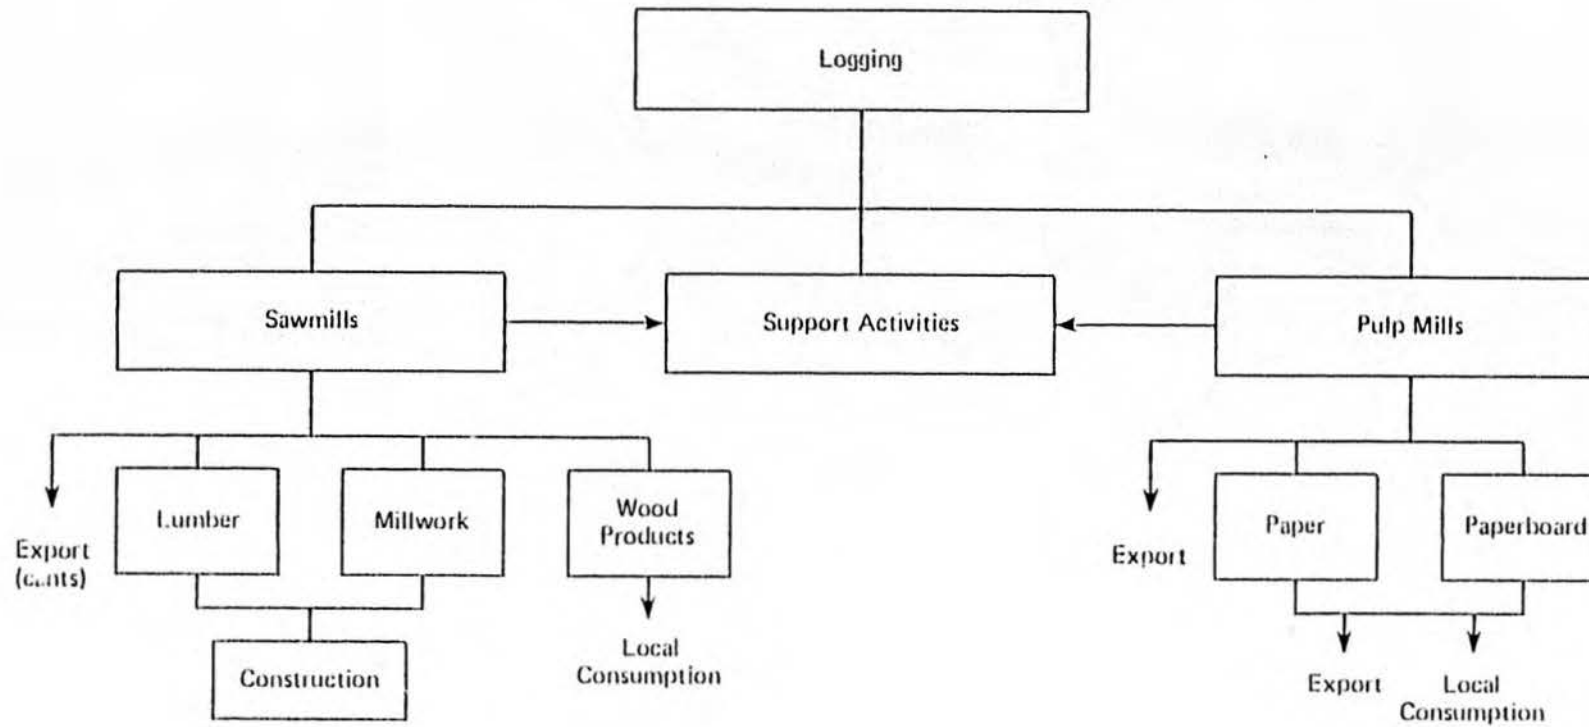 Logging
Sawmills
Support Activities
Pulp Mills
Lumber
Millwork
Wood
Products
Export
Paper
Paperboard
Export
Local
Consumption
Construction
Export
Local
Consumption